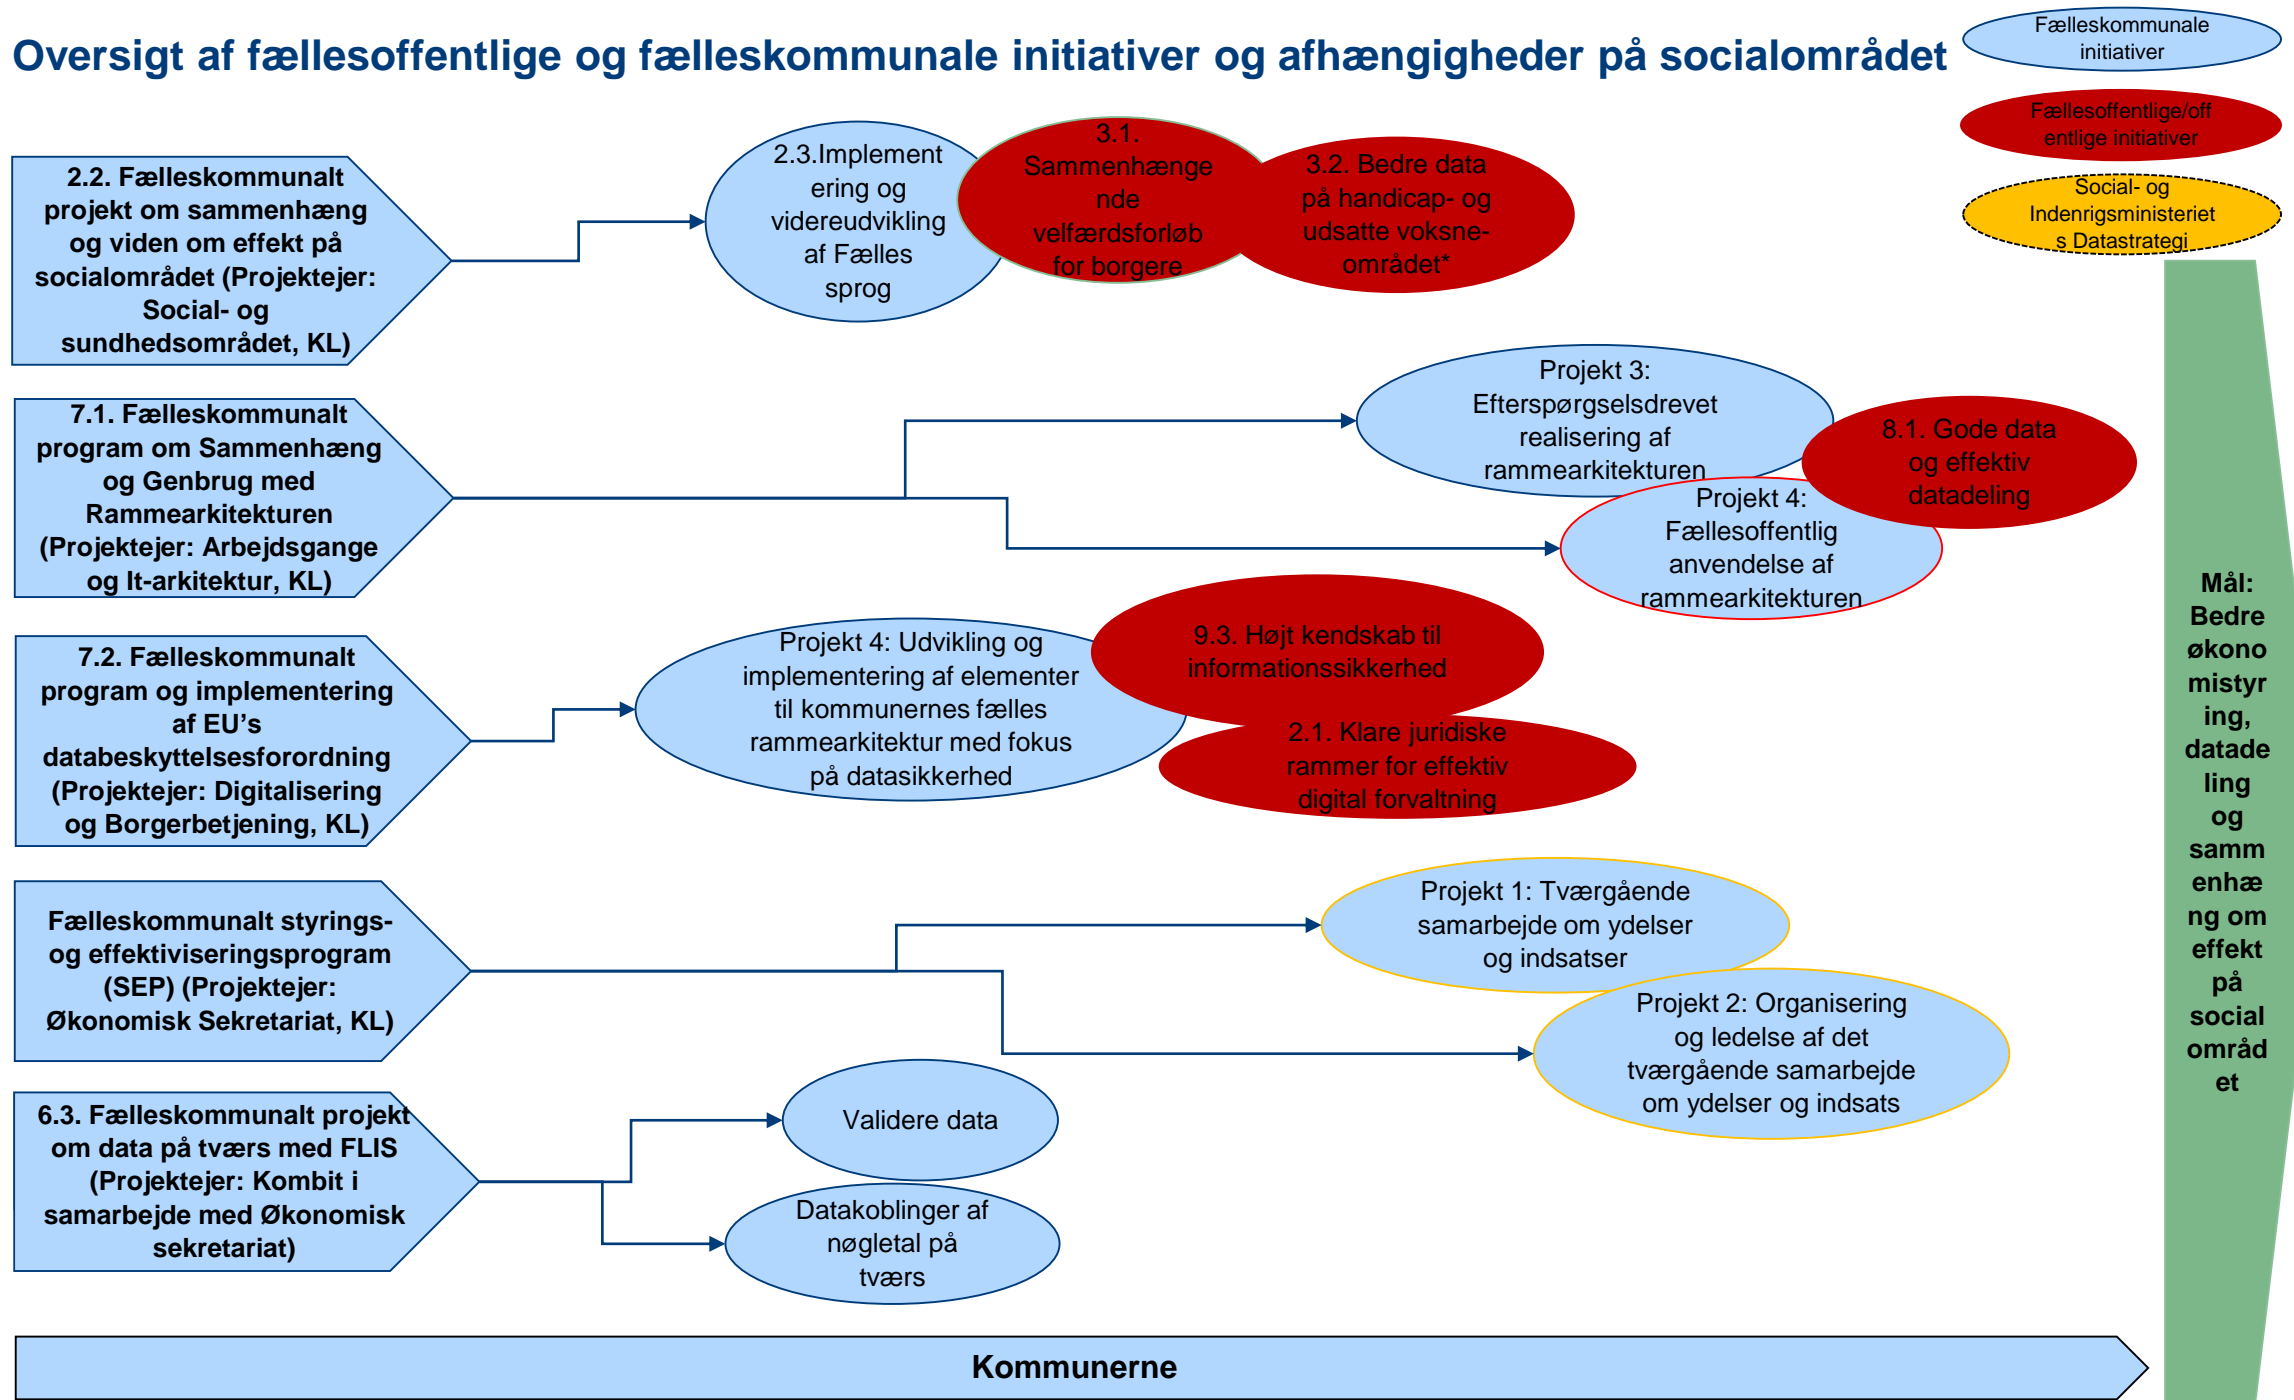 Oversigt af fællesoffentlige og fælleskommunale initiativer og afhængigheder på socialområdet
Fælleskommunale
initiativer
Fællesoffentlige/off
entlige initiativer
Social- og
Indenrigsministeriet
s Datastrategi
2.2. Fælleskommunalt
projekt om sammenhæng
og viden om effekt på
socialområdet (Projektejer:
Social- og
sundhedsområdet, KL)
2.3.Implement
ering og
videreudvikling
af Fælles
sprog
3.1.
Sammenhænge
nde
velfærdsforløb
for borgere
3.2. Bedre data
på handicap- og
udsatte voksne-
området*
7.1. Fælleskommunalt
program om Sammenhæng
og Genbrug med
Rammearkitekturen
(Projektejer: Arbejdsgange
og It-arkitektur, KL)
Projekt 3:
Efterspørgselsdrevet
realisering af
rammearkitekturen
8.1. Gode data
og effektiv
datadeling
Projekt 4:
Fællesoffentlig
anvendelse af
rammearkitekturen
7.2. Fælleskommunalt
program og implementering
af EU’s
databeskyttelsesforordning
(Projektejer: Digitalisering
og Borgerbetjening, KL)
Projekt 4: Udvikling og
implementering af elementer
til kommunernes fælles
rammearkitektur med fokus
på datasikkerhed
9.3. Højt kendskab til
informationssikkerhed
2.1. Klare juridiske
rammer for effektiv
digital forvaltning
Fælleskommunalt styrings-
og effektiviseringsprogram
(SEP) (Projektejer:
Økonomisk Sekretariat, KL)
Projekt 1: Tværgående
samarbejde om ydelser
og indsatser
Projekt 2: Organisering
og ledelse af det
tværgående samarbejde
om ydelser og indsats
6.3. Fælleskommunalt projekt
om data på tværs med FLIS
(Projektejer: Kombit i
samarbejde med Økonomisk
sekretariat)
Validere data
Datakoblinger af
nøgletal på
tværs
Mål:
Bedre
økono
mistyr
ing,
datade
ling
og
samm
enhæ
ng om
effekt
på
social
områd
et
Kommunerne